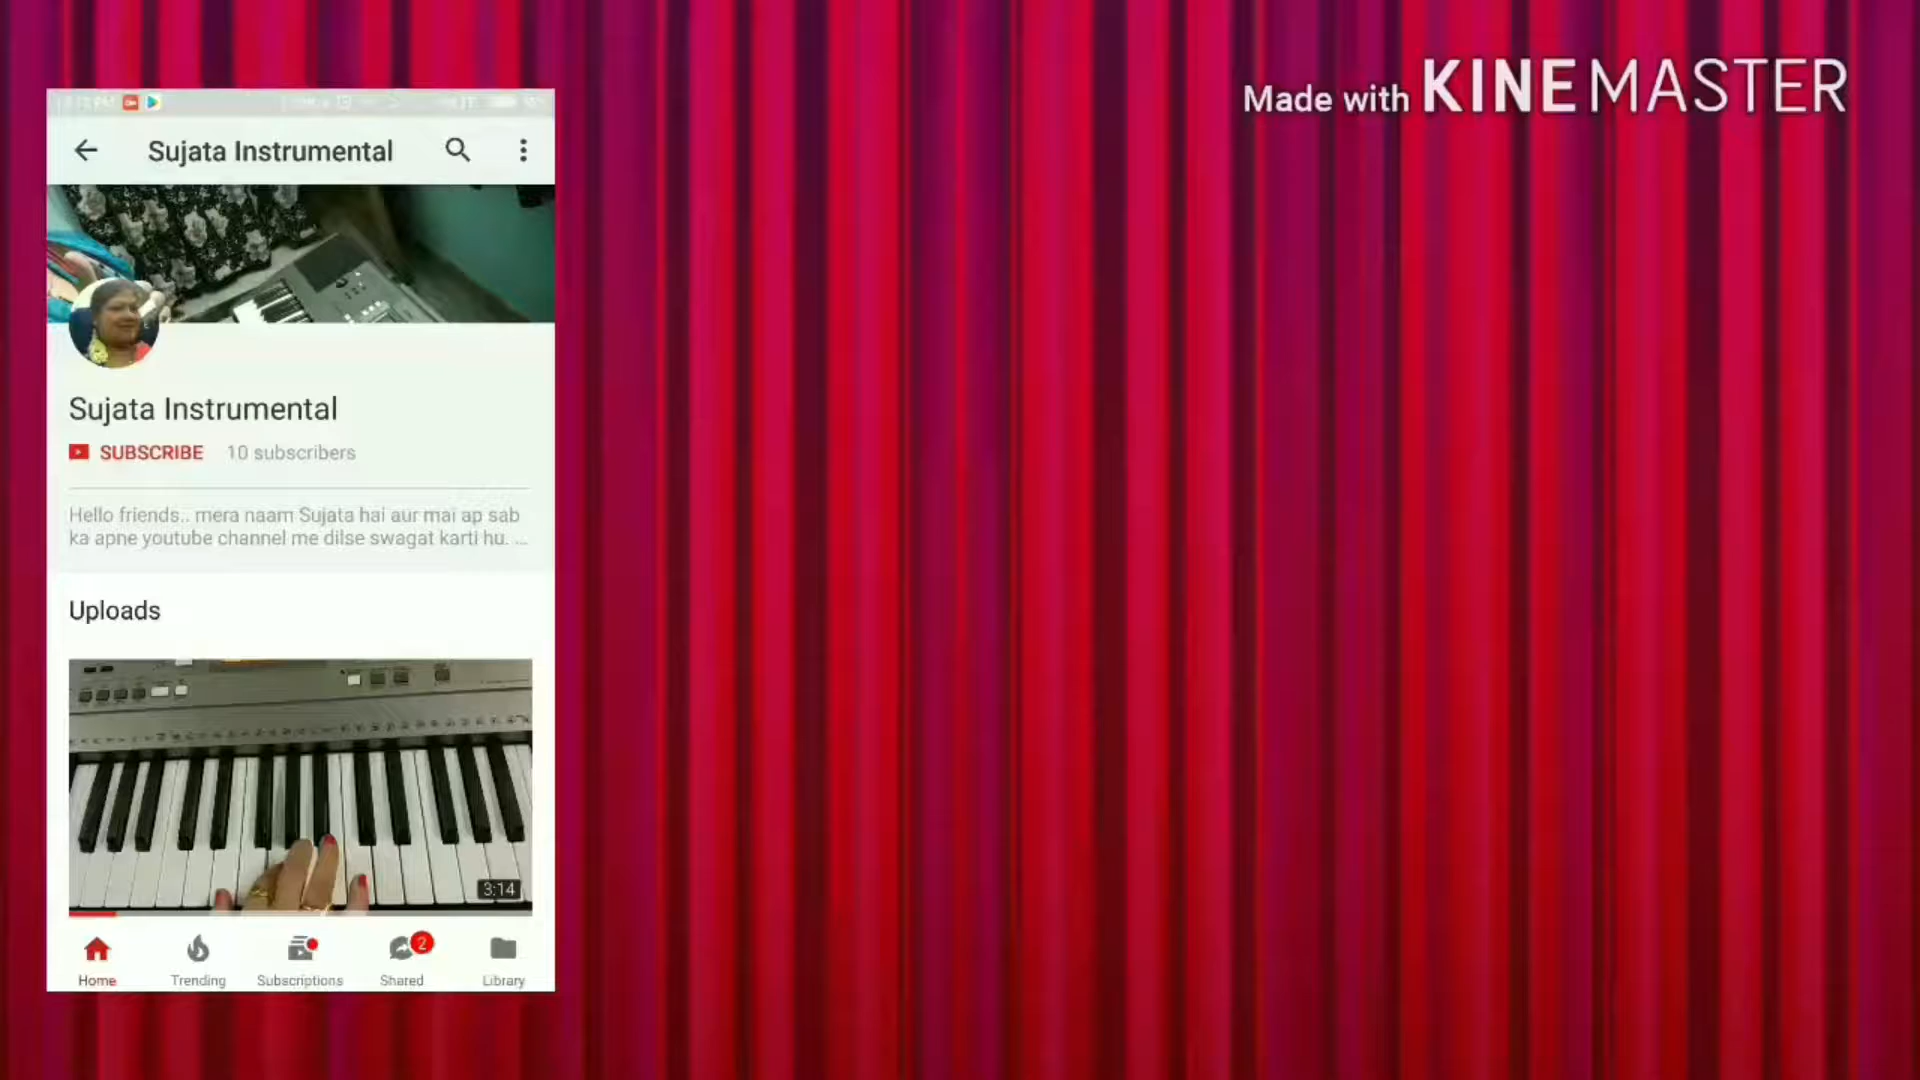 Made with KINEMASTER
Sujata Instrumental
Sujata Instrumental
SUBSCRIBE 10 subscribers
Hello friends.. mera naam Sujata hai aur mai ap sab
ka apne youtube channel me dilse swagat karti hu. ...
Uploads
3:14
2
Home Trending Subscriptions Shared Library